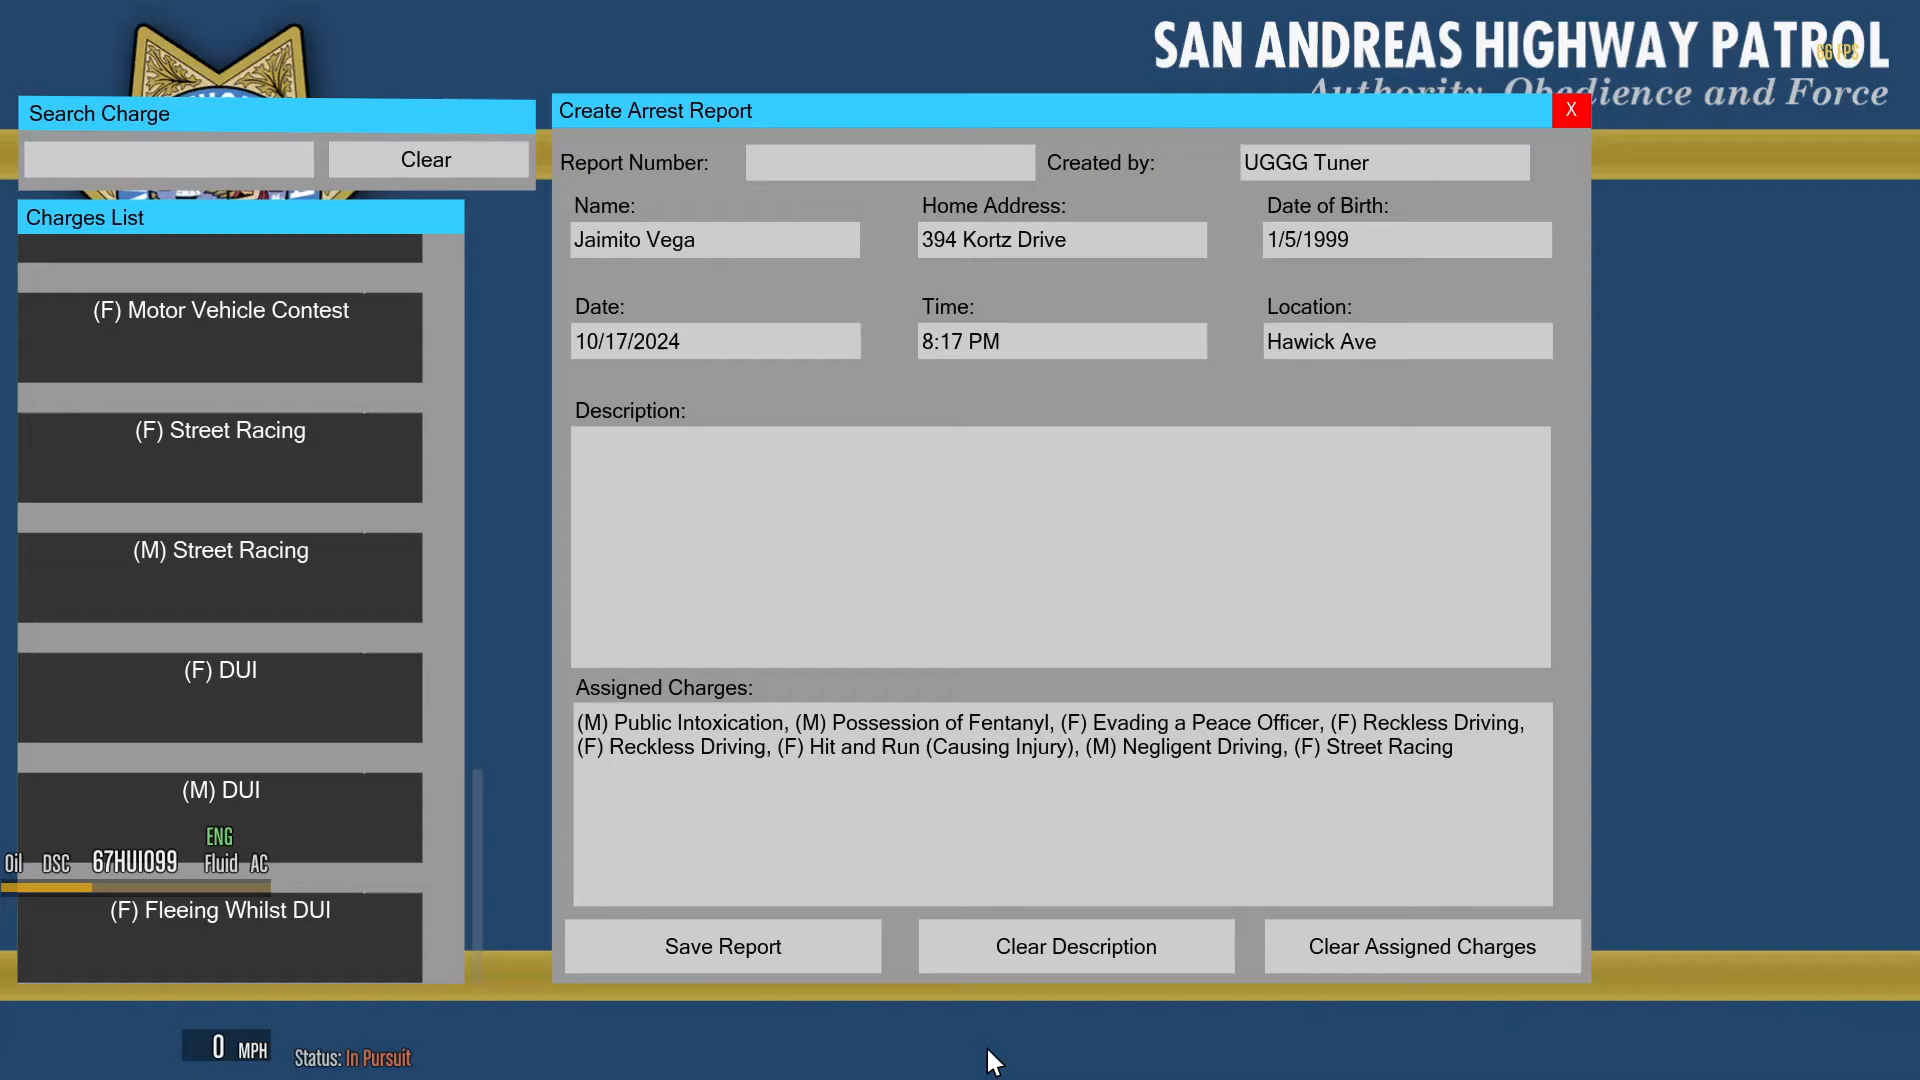 SAN ANDREAS HIGHWAY PATROL
66 FPS
Authority, Obedience and Force
Search Charge
Clear
Charges List
(F) Motor Vehicle Contest
(F) Street Racing
(M) Street Racing
(F) DUI
(M) DUI
(F) Fleeing Whilst DUI
Create Arrest Report
X
Report Number:
Created by:
UGGG Tuner
Name:
Home Address:
Date of Birth:
Jaimito Vega
394 Kortz Drive
1/5/1999
Date:
Time:
Location:
10/17/2024
8:17 PM
Hawick Ave
Description:
Assigned Charges:
(M) Public Intoxication, (M) Possession of Fentanyl, (F) Evading a Peace Officer, (F) Reckless Driving,
(F) Reckless Driving, (F) Hit and Run (Causing Injury), (M) Negligent Driving, (F) Street Racing
Save Report
Clear Description
Clear Assigned Charges
ENG
Oil DSC 67HUI099 Fluid AC
0 MPH
Status: In Pursuit